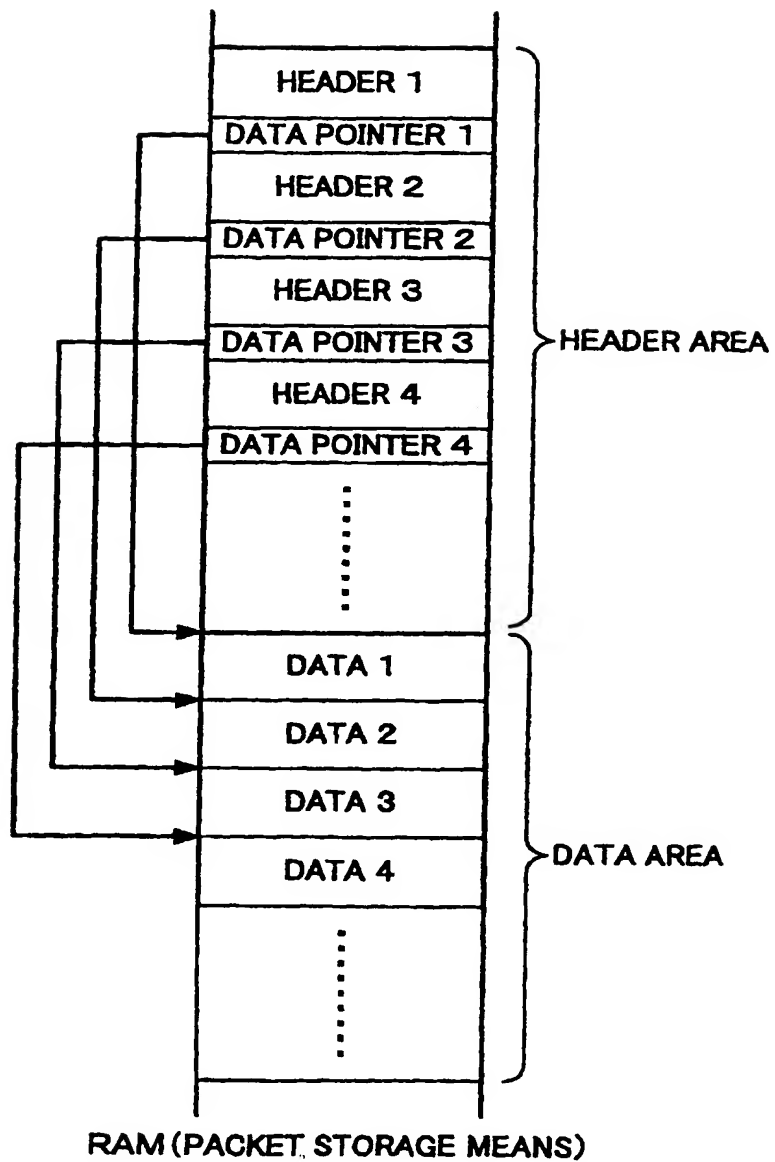 HEADER 1
DATA POINTER 1
HEADER 2
DATA POINTER 2
HEADER 3
DATA POINTER 3
HEADER 4
DATA POINTER 4
HEADER AREA
DATA 1
DATA 2
DATA 3
DATA 4
DATA AREA
RAM (PACKET STORAGE MEANS)